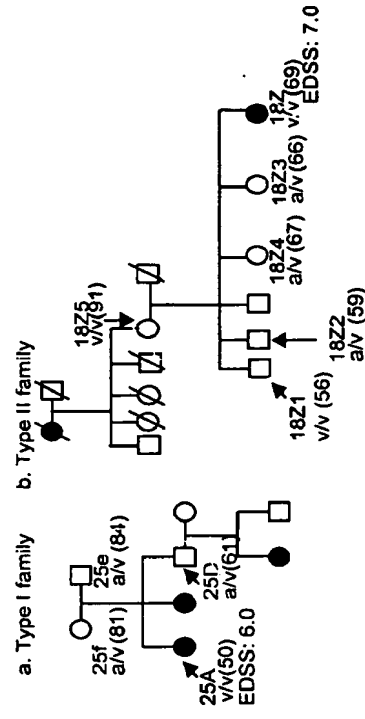 a. Type I family
25f
a/v (81)
25e
a/v (84)
25A
v/v(50)
EDSS: 6.0
25D
a/v(61)
b. Type II family
18Z5
v/v(91)
18Z1
v/v (56)
18Z2
a/v (59)
18Z4
a/v(67)
18Z3
a/v (66)
18Z
v/v (69)
EDSS: 7.0